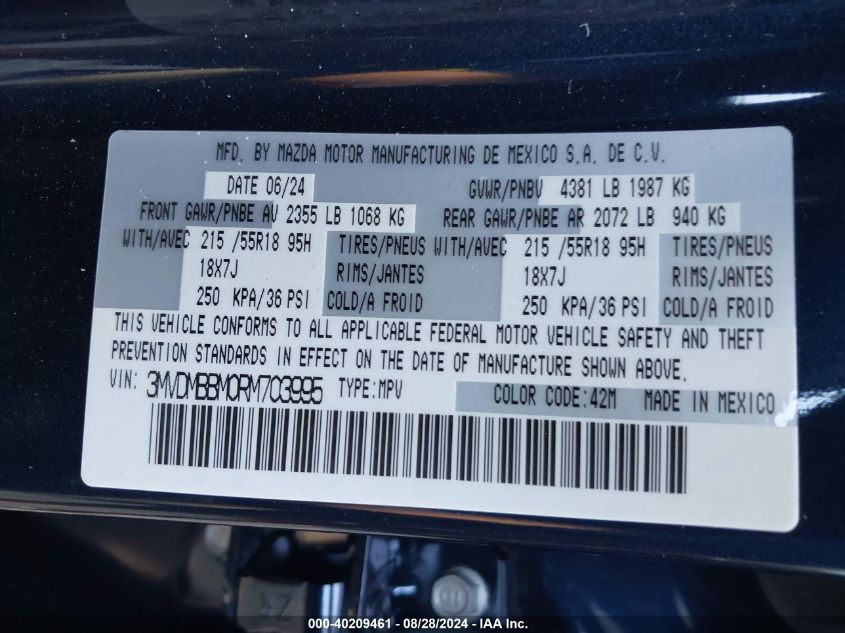 MFD. BY MAZDA MOTOR MANUFACTURING DE MEXICO S.A. DE C.V.
DATE 06/24 GVWR/PNBV 4381 LB 1987 KG
FRONT GAWR/PNBE AV 2355 LB 1068 KG REAR GAWR/PNBE AR 2072 LB 940 KG
WITH/AVEC 215 /55R18 95H TIRES/PNEUS WITH/AVEC 215 /55R18 95H TIRES/PNEUS
18X7J RIMS/JANTES 18X7J RIMS/JANTES
250 KPA/36 PSI COLD/A FROID 250 KPA/36 PSI COLD/A FROID
THIS VEHICLE CONFORMS TO ALL APPLICABLE FEDERAL MOTOR VEHICLE SAFETY AND THEFT
PREVENTION STANDARDS IN EFFECT ON THE DATE OF MANUFACTURE SHOWN ABOVE.
VIN: 3MVDMBBM0RM703995 TYPE:MPV COLOR CODE:42M MADE IN MEXICO
000-40209461 - 08/28/2024 - IAA Inc.